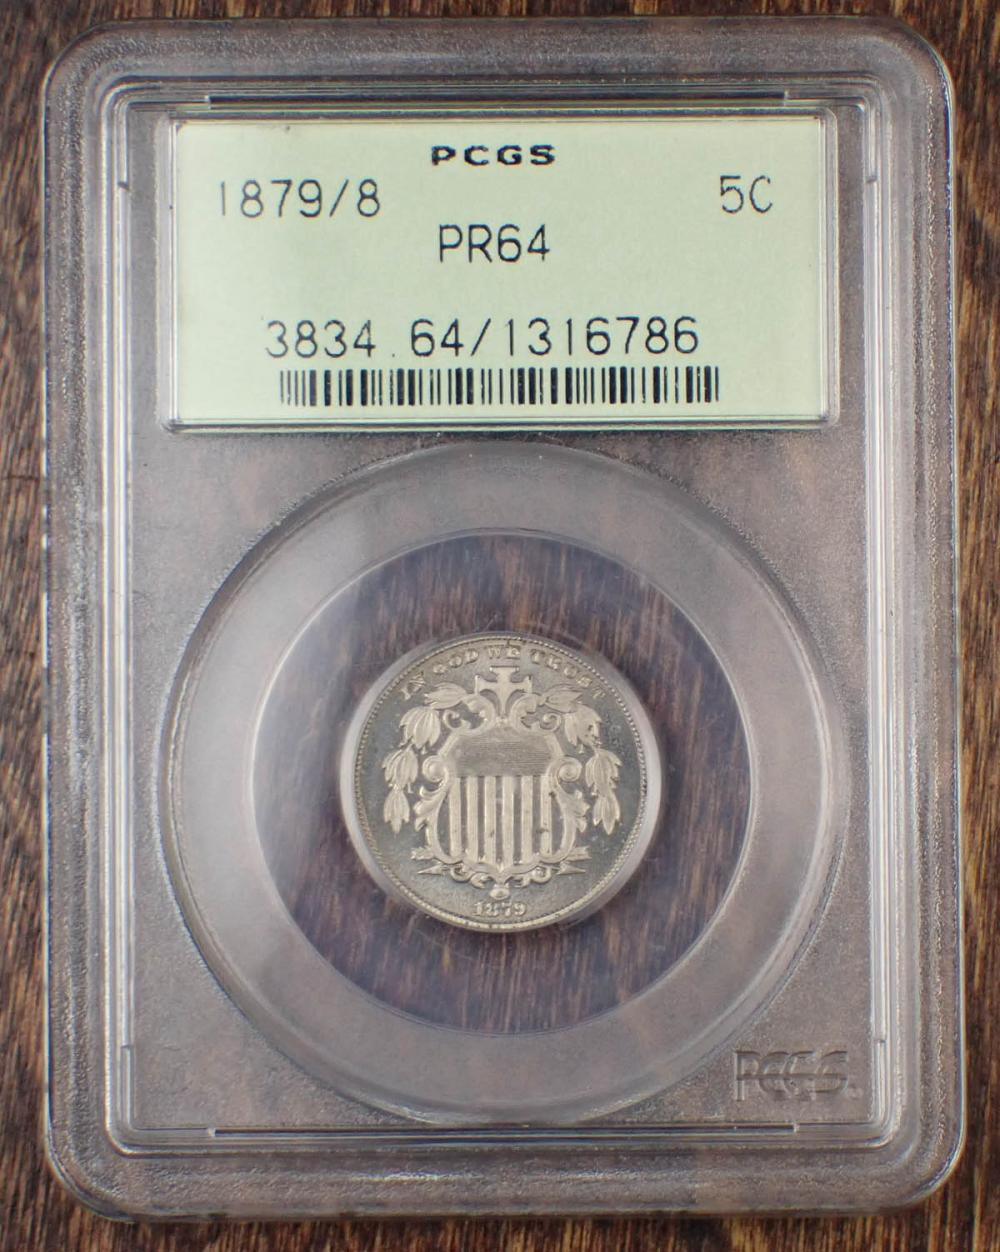 PCGS
1879/8 5C
PR64
3834.64/1316786
IN GOD WE TRUST
1879
PCGS.